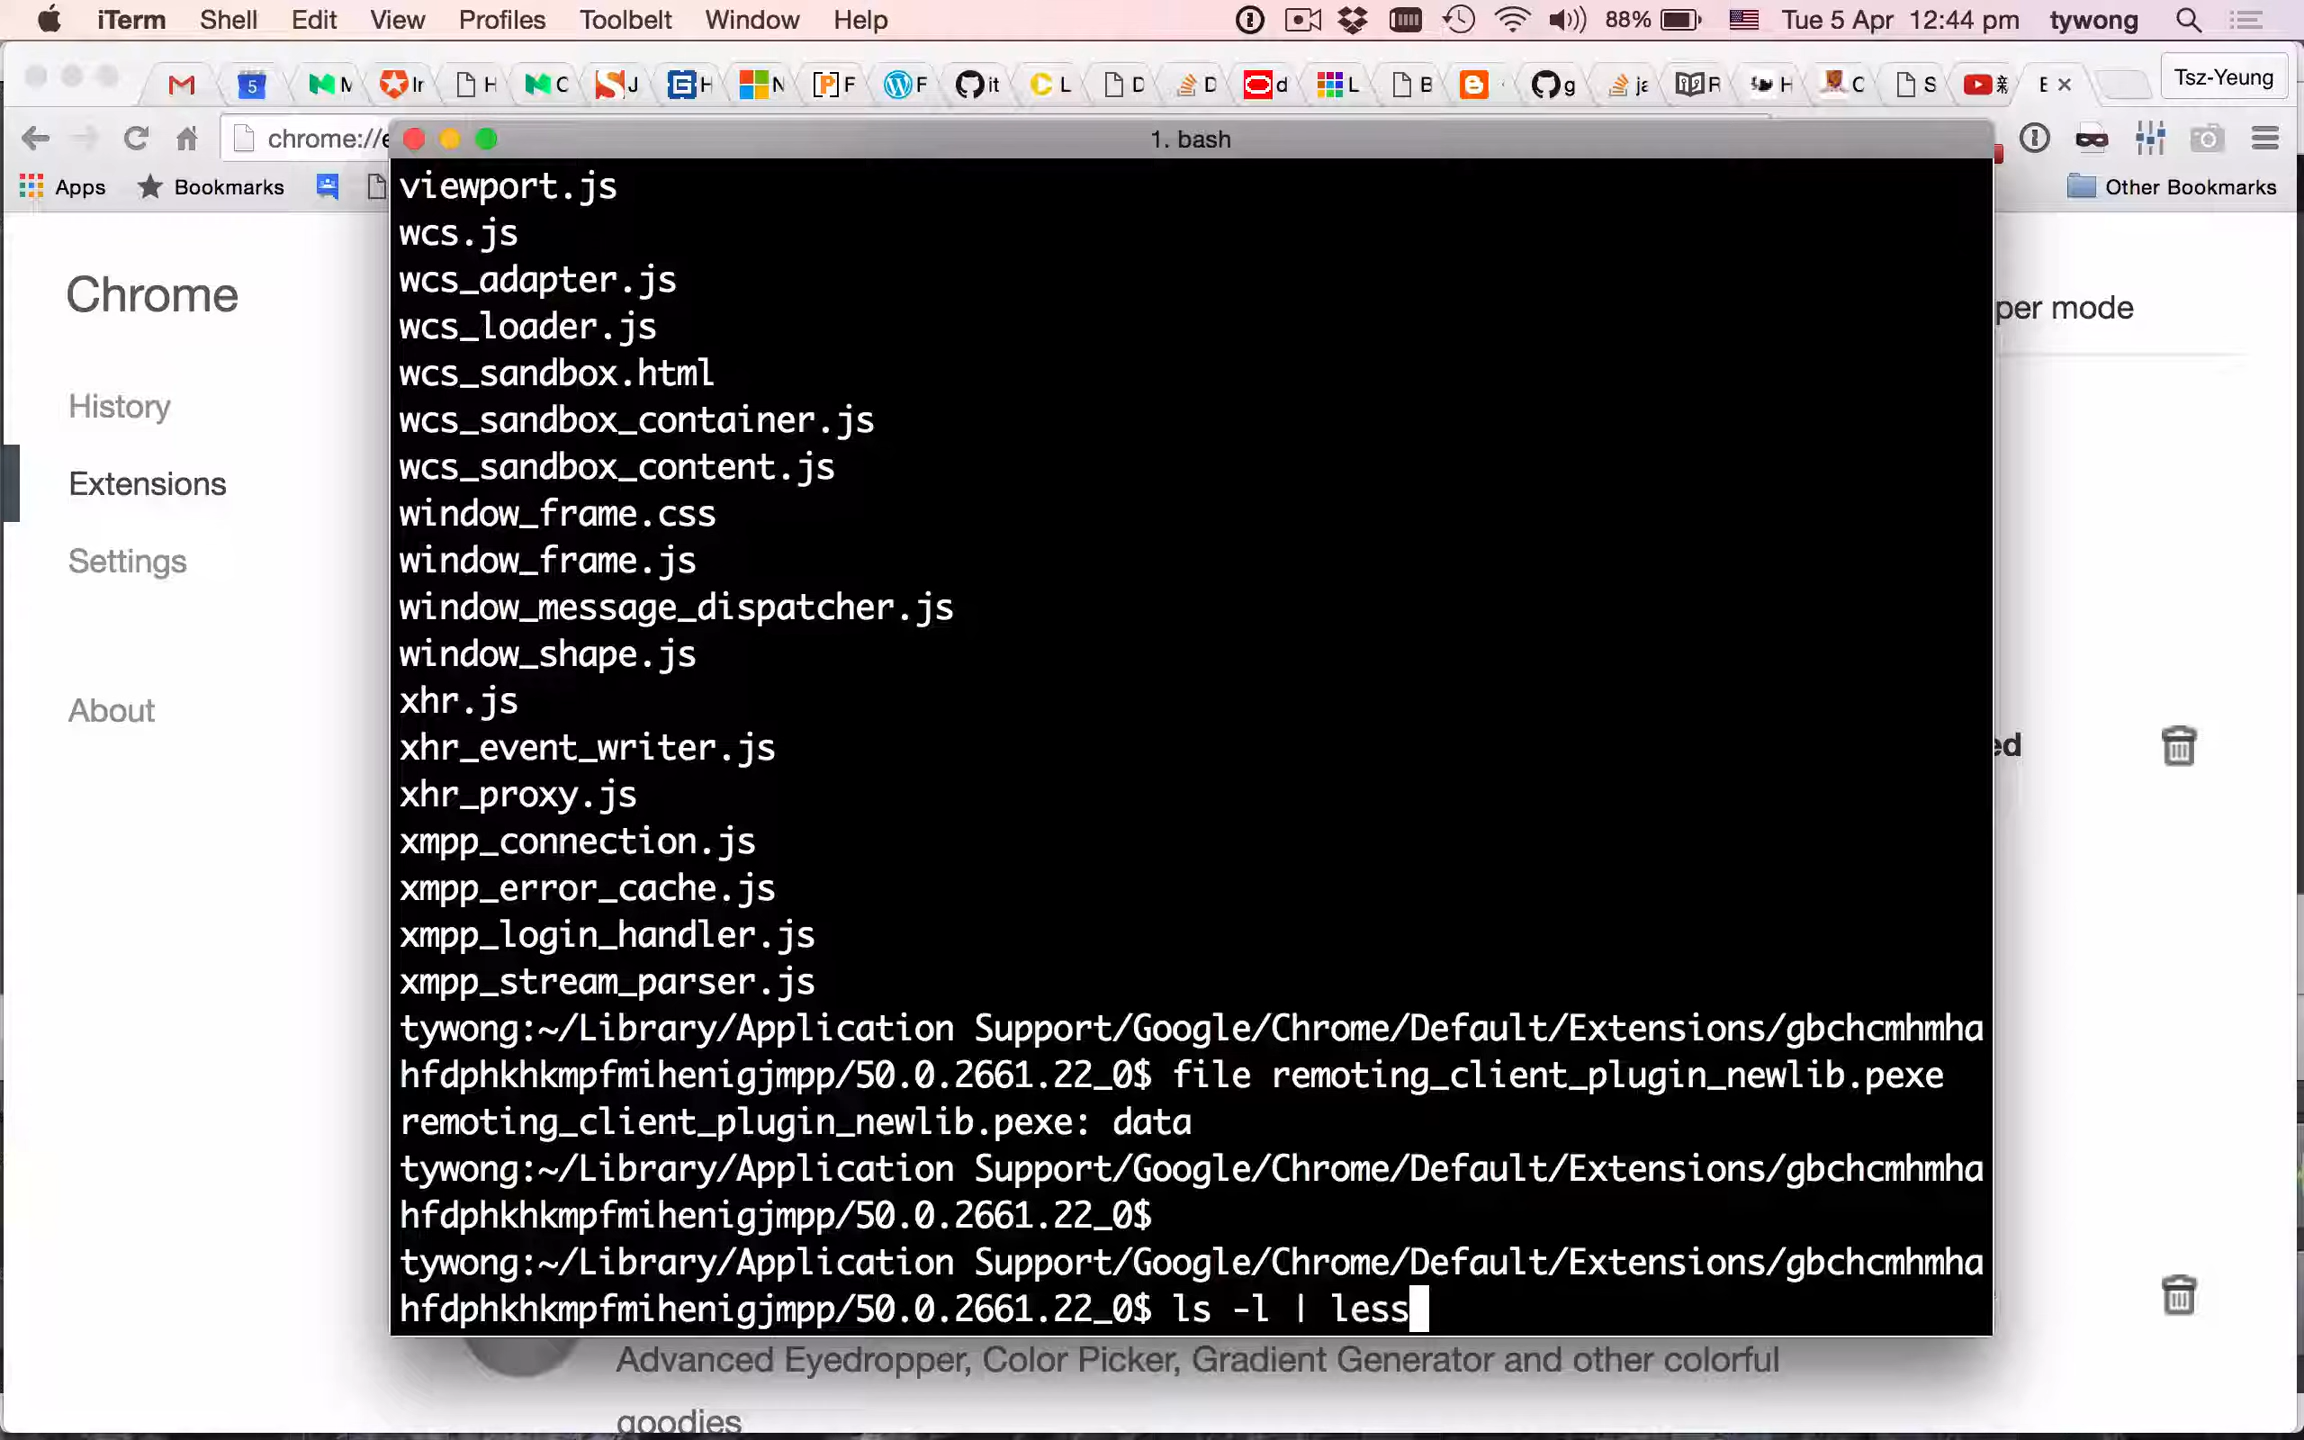 iTerm Shell Edit View Profiles Toolbelt Window Help 88% Tue 5 Apr 12:44 pm tywong
5 M Ir H C J H N F F it L D D d L B g ja R H C S E Tsz-Yeung
chrome://e
1. bash
Apps Bookmarks Other Bookmarks
Chrome
per mode
History
Extensions
Settings
About
ed
viewport.js
wcs.js
wcs_adapter.js
wcs_loader.js
wcs_sandbox.html
wcs_sandbox_container.js
wcs_sandbox_content.js
window_frame.css
window_frame.js
window_message_dispatcher.js
window_shape.js
xhr.js
xhr_event_writer.js
xhr_proxy.js
xmpp_connection.js
xmpp_error_cache.js
xmpp_login_handler.js
xmpp_stream_parser.js
tywong:~/Library/Application Support/Google/Chrome/Default/Extensions/gbchcmhmha
hfdphkhkmpfmihenigjmpp/50.0.2661.22_0$ file remoting_client_plugin_newlib.pexe
remoting_client_plugin_newlib.pexe: data
tywong:~/Library/Application Support/Google/Chrome/Default/Extensions/gbchcmhmha
hfdphkhkmpfmihenigjmpp/50.0.2661.22_0$
tywong:~/Library/Application Support/Google/Chrome/Default/Extensions/gbchcmhmha
hfdphkhkmpfmihenigjmpp/50.0.2661.22_0$ ls -l | less
Advanced Eyedropper, Color Picker, Gradient Generator and other colorful
goodies